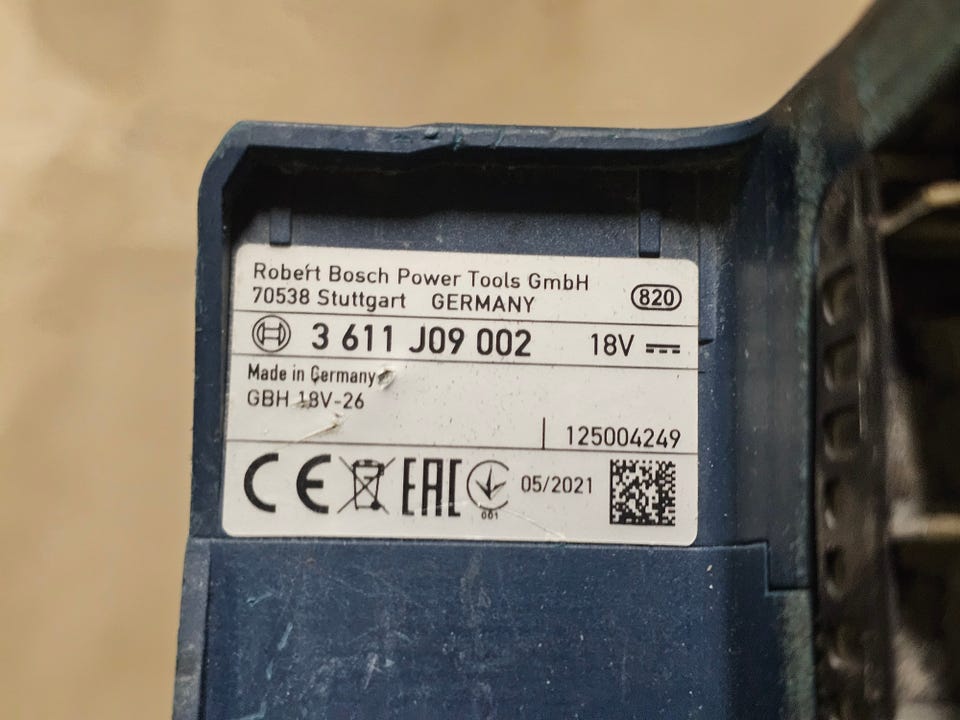 Robert Bosch Power Tools GmbH
70538 Stuttgart GERMANY
820
3 611 J09 002 18V
Made in Germany
GBH 18V-26
125004249
CE EAC 001 05/2021